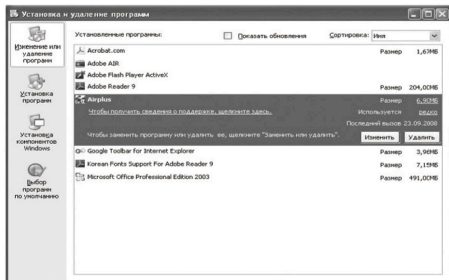 Установка и удаление программ
Изменение или
удаление
программ
Установка
программ
Установка
компонентов
Windows
Выбор
программ
по умолчанию
Установленные программы:
Показать обновления
Сортировка: Имя
Acrobat.com Размер 1,67МБ
Adobe AIR
Adobe Flash Player ActiveX
Adobe Reader 9 Размер 204,00МБ
Airplus Размер 6,90МБ
Чтобы получить сведения о поддержке, щелкните здесь. Используется редко
Последний вызов 23.09.2008
Чтобы заменить программу или удалить ее, щелкните "Заменить или удалить". Изменить Удалить
Google Toolbar for Internet Explorer Размер 3,96МБ
Korean Fonts Support For Adobe Reader 9 Размер 7,15МБ
Microsoft Office Professional Edition 2003 Размер 491,00МБ